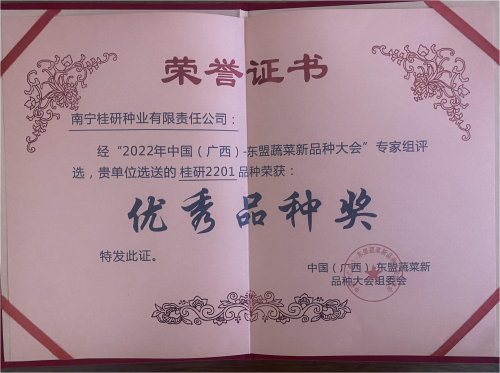 荣誉证书
南宁桂研种业有限责任公司：
经“2022年中国（广西）-东盟蔬菜新品种大会”专家组评
选，贵单位选送的 桂研2201 品种荣获：
优秀品种奖
特发此证。
中国（广西）-东盟蔬菜新
品种大会组委会